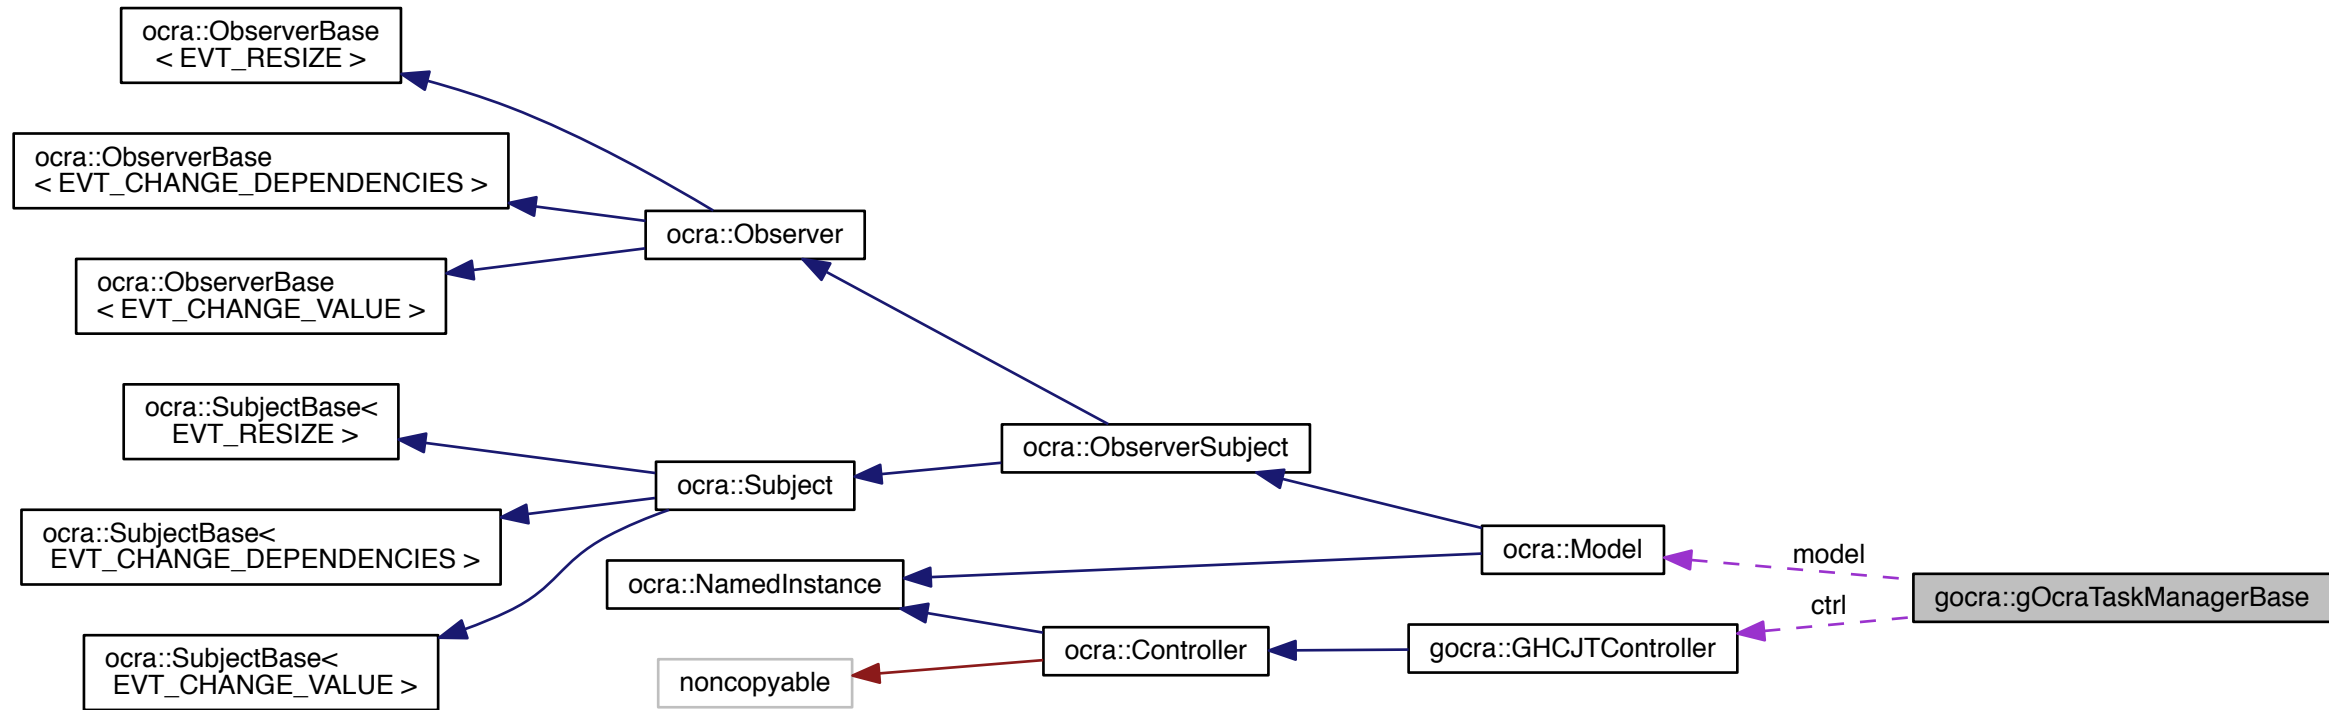 ocra::ObserverBase
< EVT_RESIZE >
ocra::ObserverBase
< EVT_CHANGE_DEPENDENCIES >
ocra::Observer
ocra::ObserverBase
< EVT_CHANGE_VALUE >
ocra::SubjectBase<
EVT_RESIZE >
ocra::ObserverSubject
ocra::Subject
ocra::SubjectBase<
EVT_CHANGE_DEPENDENCIES >
ocra::Model
model
ocra::NamedInstance
gocra::gOcraTaskManagerBase
ctrl
ocra::Controller
gocra::GHCJTController
ocra::SubjectBase<
EVT_CHANGE_VALUE >
noncopyable